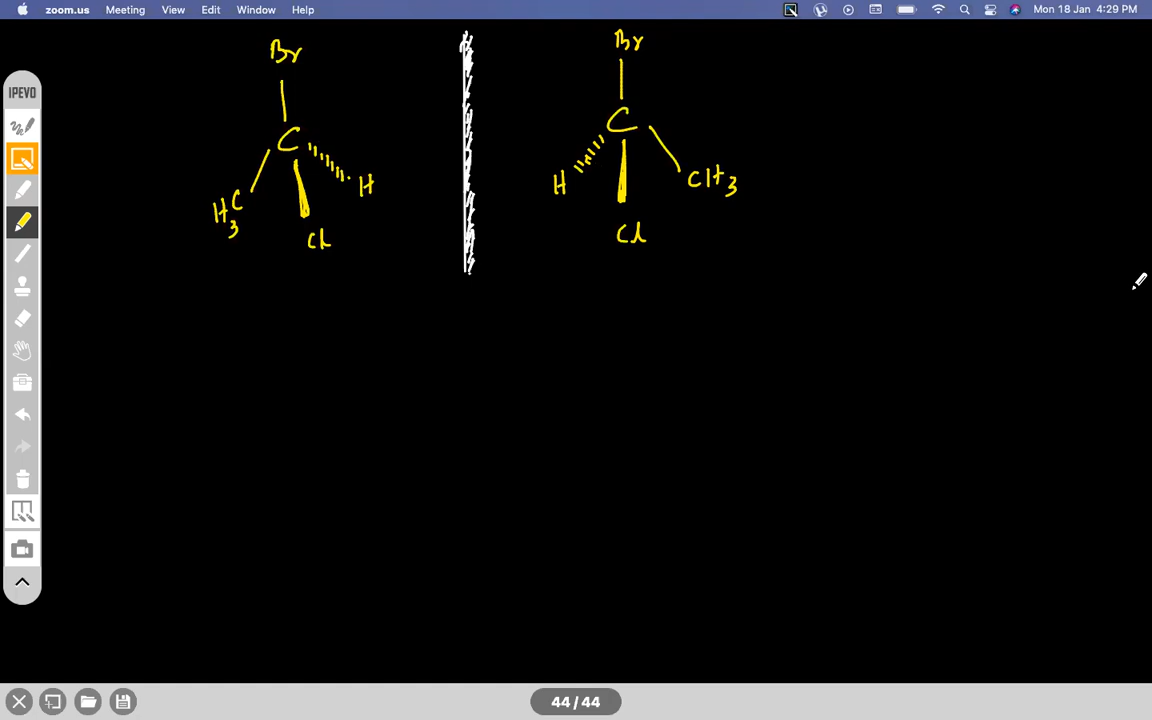 zoom.us Meeting View Edit Window Help Mon 18 Jan 4:29 PM
IPEVO
Br
C
H3C
H
Cl
Br
C
H
CH3
Cl
44 / 44